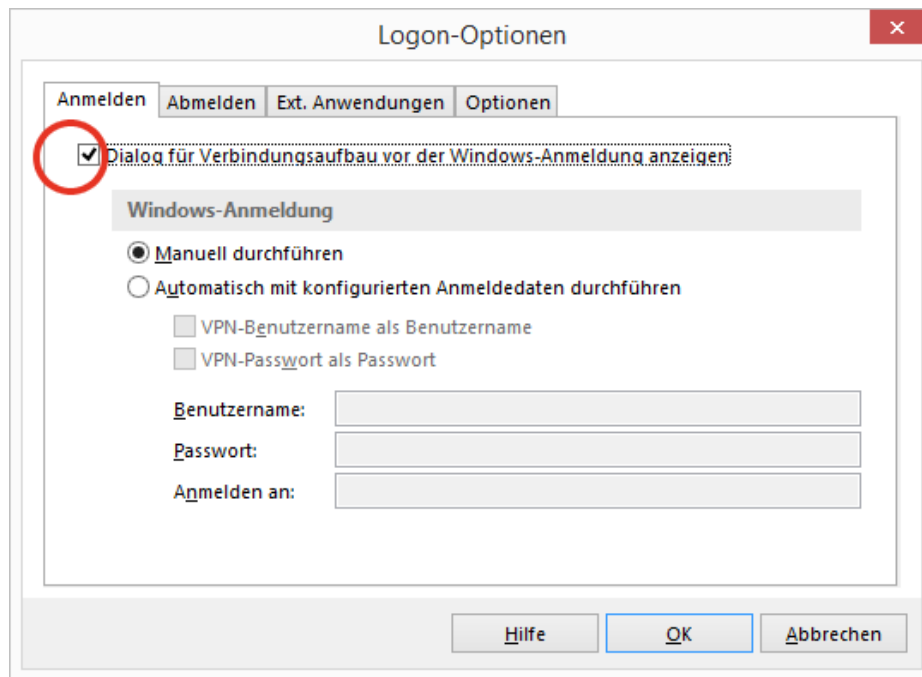 Logon-Optionen
Anmelden Abmelden Ext. Anwendungen Optionen
Dialog für Verbindungsaufbau vor der Windows-Anmeldung anzeigen
Windows-Anmeldung
Manuell durchführen
Automatisch mit konfigurierten Anmeldedaten durchführen
VPN-Benutzername als Benutzername
VPN-Passwort als Passwort
Benutzername:
Passwort:
Anmelden an:
Hilfe OK Abbrechen